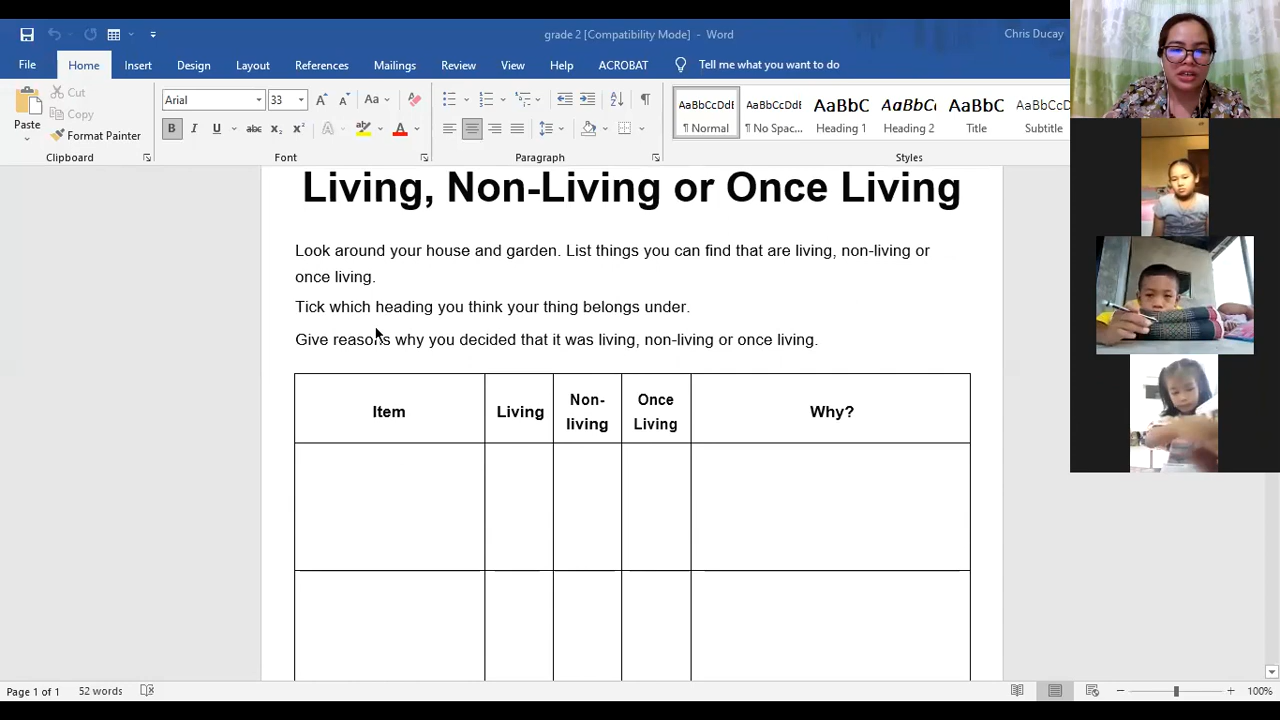 grade 2 [Compatibility Mode] - Word
Chris Ducay
File Home Insert Design Layout References Mailings Review View Help ACROBAT Tell me what you want to do
Paste
Cut
Copy
Format Painter
Clipboard
Arial 33
Aa
B I U abc x₂ x² A A
Font
Paragraph
AaBbCcDdE AaBbCcDdE AaBbC AaBbCc AaBbC AaBbCcD
¶ Normal ¶ No Spac... Heading 1 Heading 2 Title Subtitle
Styles
Living, Non-Living or Once Living
Look around your house and garden. List things you can find that are living, non-living or
once living.
Tick which heading you think your thing belongs under.
Give reasons why you decided that it was living, non-living or once living.
Item Living Non-living Once Living Why?
Page 1 of 1 52 words 100%